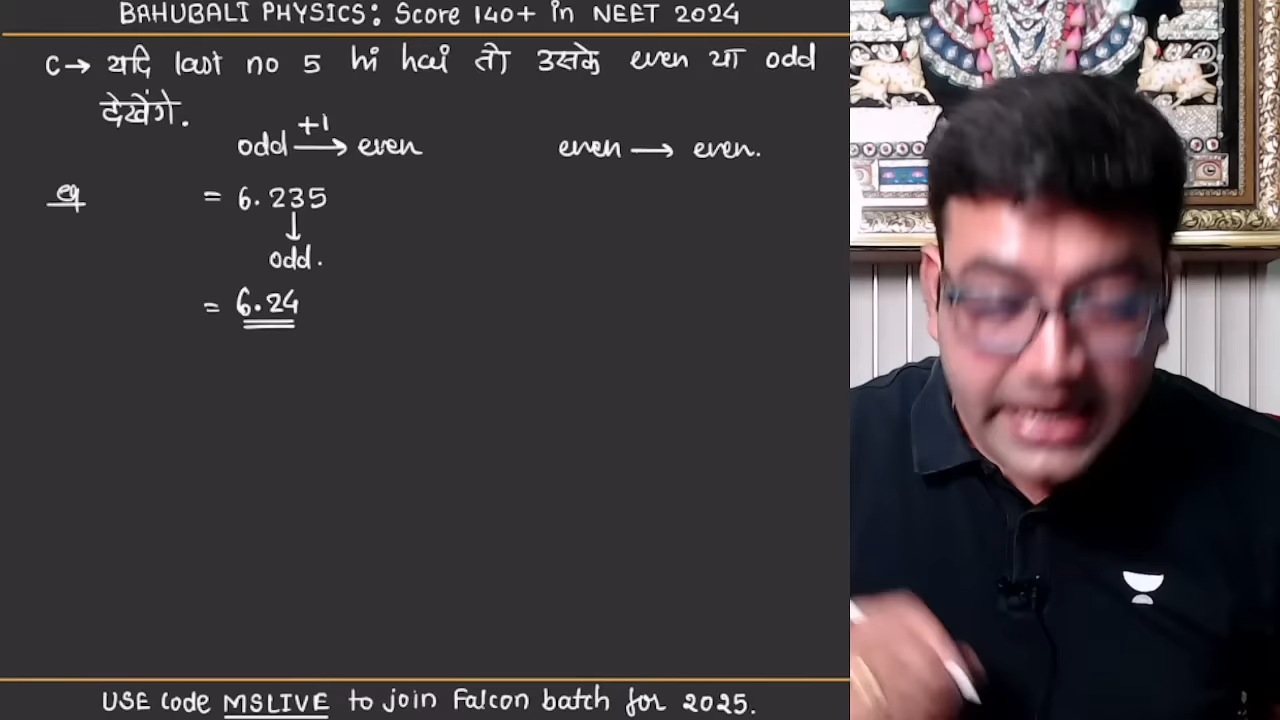 BAHUBALI PHYSICS: Score 140+ in NEET 2024
C → यदि last no 5 hi hai तो उसके even या odd
देखेंगे.
odd +1 → even even → even.
eg = 6.235
↓
odd.
= 6.24
USE Code MSLIVE to join Falcon batch for 2025.